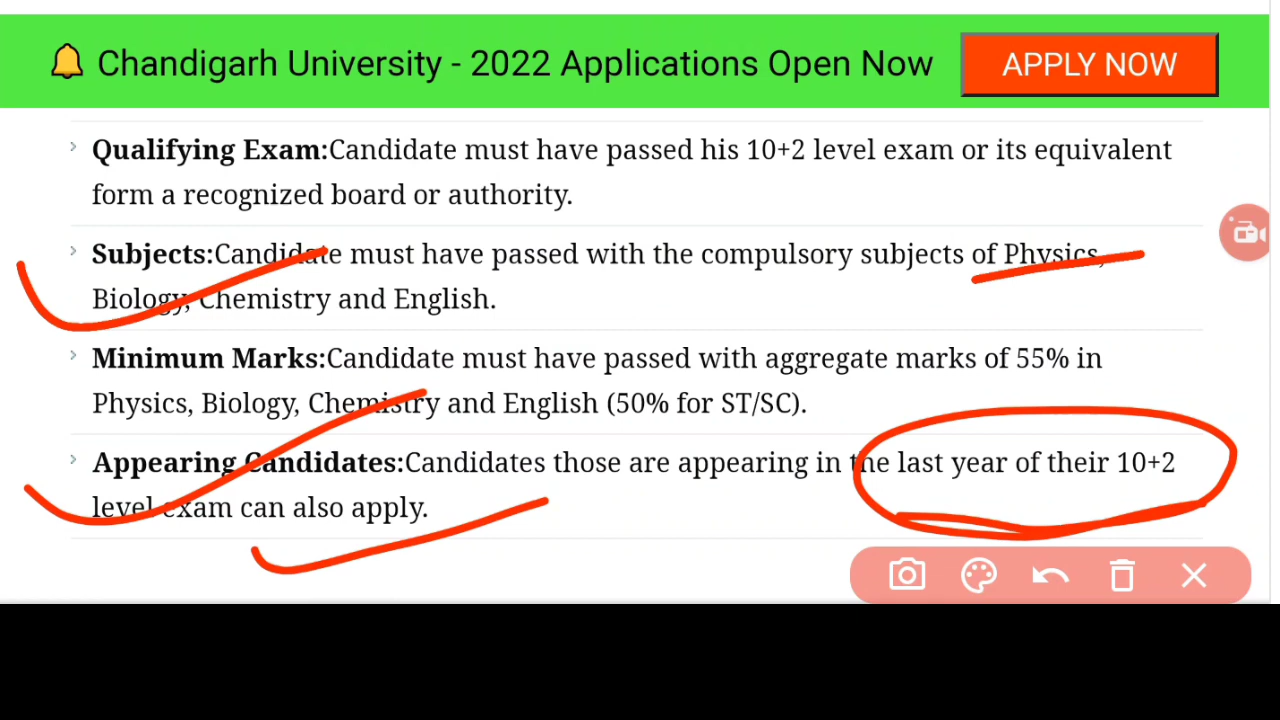 Chandigarh University - 2022 Applications Open Now APPLY NOW
Qualifying Exam:Candidate must have passed his 10+2 level exam or its equivalent
form a recognized board or authority.
Subjects:Candidate must have passed with the compulsory subjects of Physics,
Biology, Chemistry and English.
Minimum Marks:Candidate must have passed with aggregate marks of 55% in
Physics, Biology, Chemistry and English (50% for ST/SC).
Appearing Candidates:Candidates those are appearing in the last year of their 10+2
level exam can also apply.